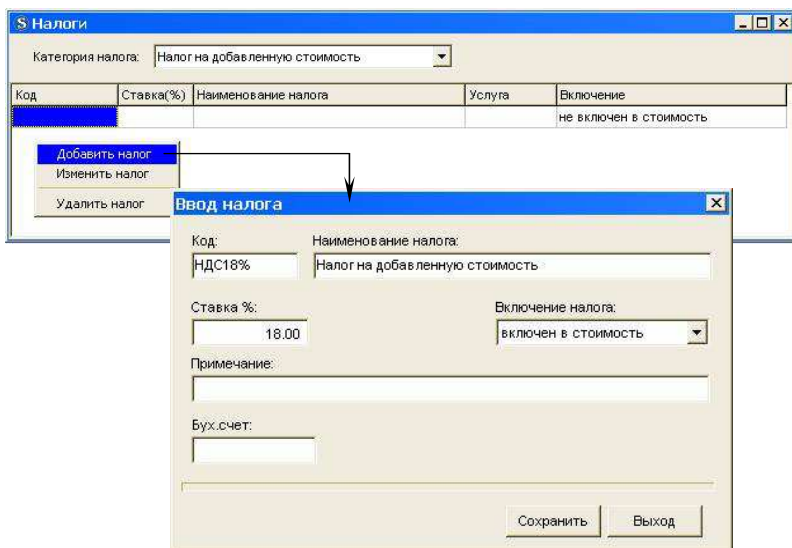 S Налоги
Категория налога: Налог на добавленную стоимость
Код Ставка(%) Наименование налога Услуга Включение
не включен в стоимость
Добавить налог
Изменить налог
Удалить налог
Ввод налога
Код: Наименование налога:
НДС18% Налог на добавленную стоимость
Ставка %: Включение налога:
18.00 включен в стоимость
Примечание:
Бух.счет:
Сохранить Выход